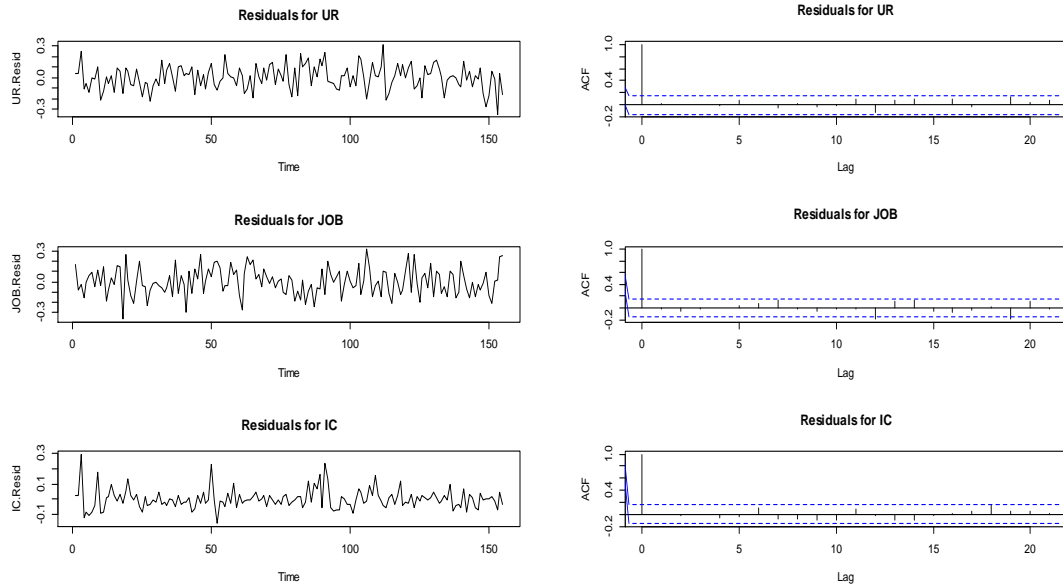 Residuals for UR
UR.Resid
0.3
0.0
-0.3
0
50
100
150
Time
Residuals for UR
ACF
1.0
0.4
-0.2
0
5
10
15
20
Lag
Residuals for JOB
JOB.Resid
0.3
0.0
-0.3
0
50
100
150
Time
Residuals for JOB
ACF
1.0
0.4
-0.2
0
5
10
15
20
Lag
Residuals for IC
IC.Resid
0.3
0.1
-0.1
0
50
100
150
Time
Residuals for IC
ACF
1.0
0.4
-0.2
0
5
10
15
20
Lag